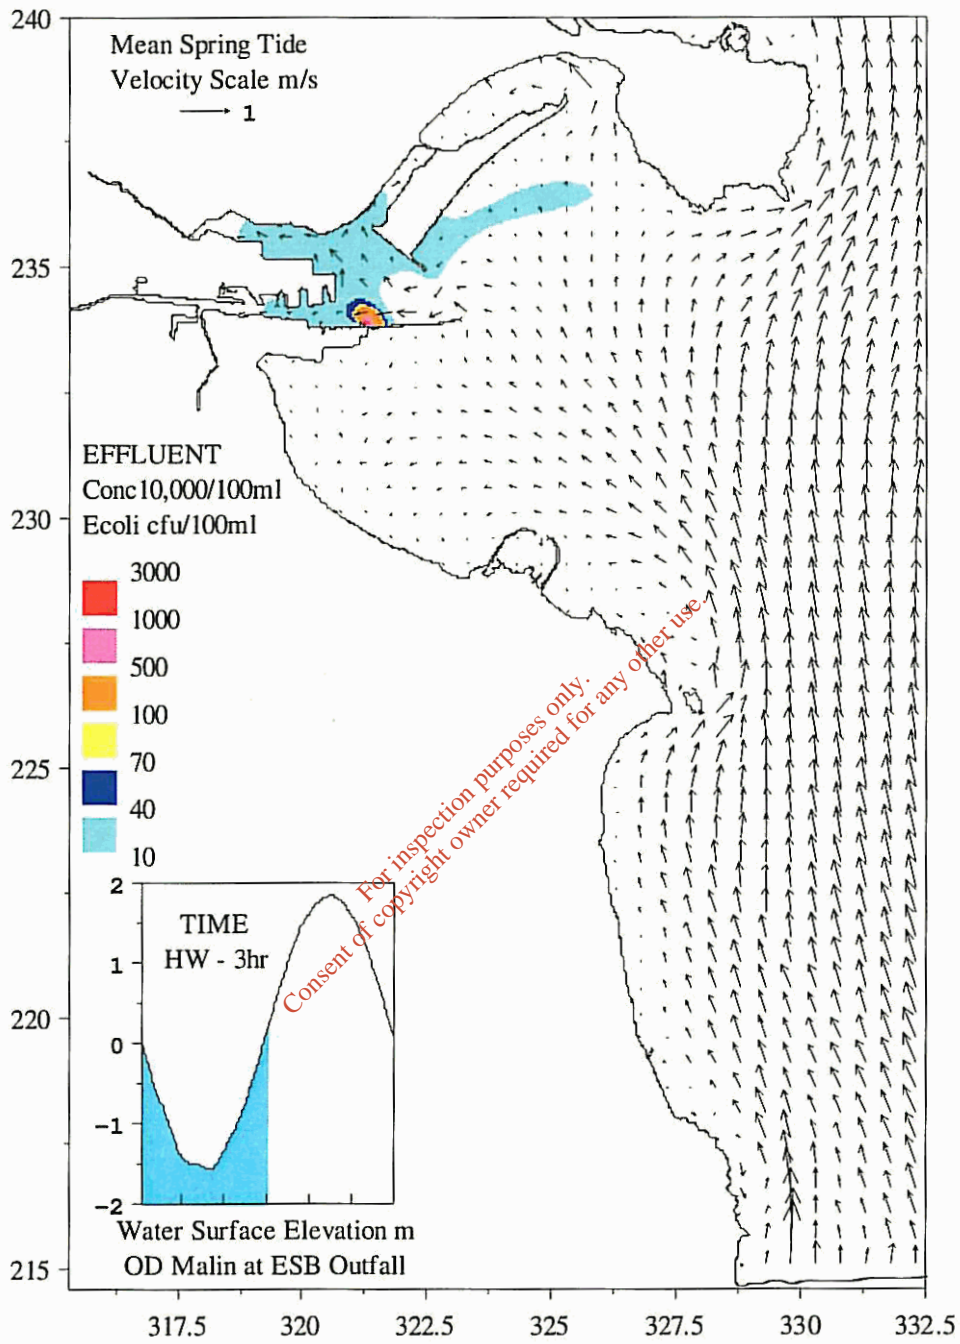 240
235
230
225
220
215
Mean Spring Tide
Velocity Scale m/s
1
EFFLUENT
Conc10,000/100ml
Ecoli cfu/100ml
3000
1000
500
100
70
40
10
TIME
HW - 3hr
2
1
0
-1
-2
Water Surface Elevation m
OD Malin at ESB Outfall
For inspection purposes only.
Consent of copyright owner required for any other use.
317.5
320
322.5
325
327.5
330
332.5